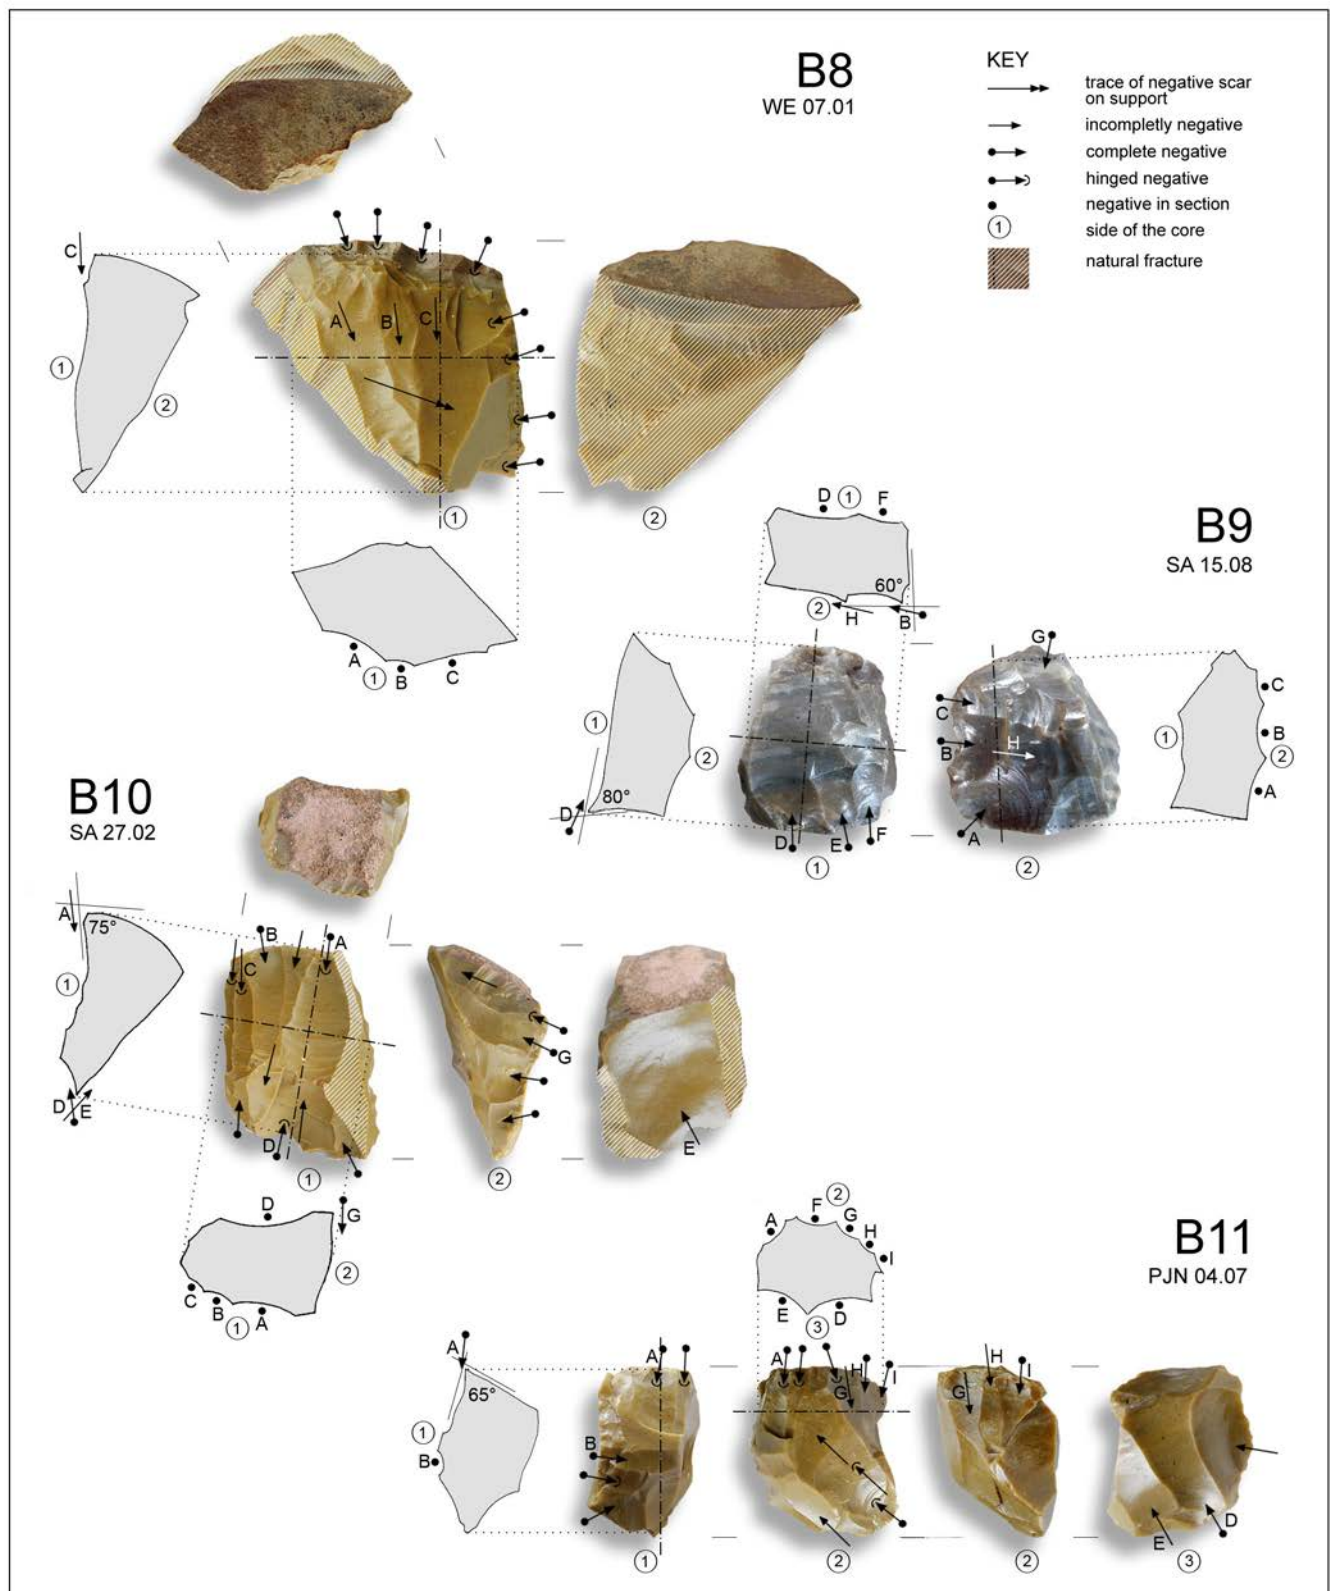 B8
WE 07.01
KEY
trace of negative scar
on support
incompletly negative
complete negative
hinged negative
negative in section
1 side of the core
natural fracture
C
1
2
A B C
1
2
A
1
B
C
B9
SA 15.08
D 1 F
60°
2
H
B
1
2
80°
D
D
E
F
1
G
C
B
H
A
2
1
C
B
2
A
B10
SA 27.02
A
75°
1
D
E
B
A
C
D
1
G
2
E
D
G
2
C
B
1
A
B11
PJN 04.07
2
A
F
G
H
I
E
D
3
A
65°
1
B
A
B
1
A
H
G
I
2
H
I
G
2
E
D
3